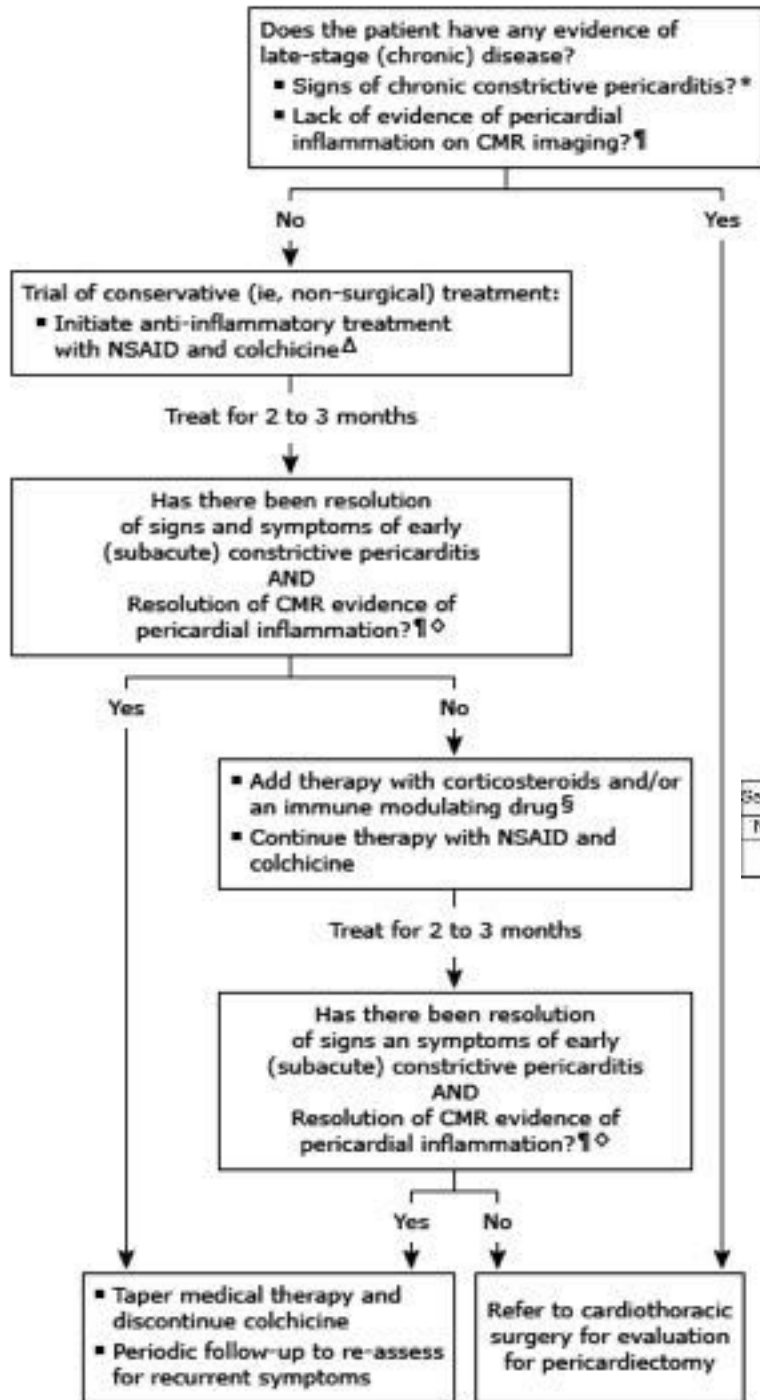 Does the patient have any evidence of
late-stage (chronic) disease?
▪ Signs of chronic constrictive pericarditis?*
▪ Lack of evidence of pericardial
inflammation on CMR imaging?¶
No
Yes
Trial of conservative (ie, non-surgical) treatment:
▪ Initiate anti-inflammatory treatment
with NSAID and colchicineΔ
Treat for 2 to 3 months
Has there been resolution
of signs and symptoms of early
(subacute) constrictive pericarditis
AND
Resolution of CMR evidence of
pericardial inflammation?¶◇
Yes
No
▪ Add therapy with corticosteroids and/or
an immune modulating drug§
▪ Continue therapy with NSAID and
colchicine
Treat for 2 to 3 months
Has there been resolution
of signs an symptoms of early
(subacute) constrictive pericarditis
AND
Resolution of CMR evidence of
pericardial inflammation?¶◇
Yes
No
▪ Taper medical therapy and
discontinue colchicine
▪ Periodic follow-up to re-assess
for recurrent symptoms
Refer to cardiothoracic
surgery for evaluation
for pericardiectomy